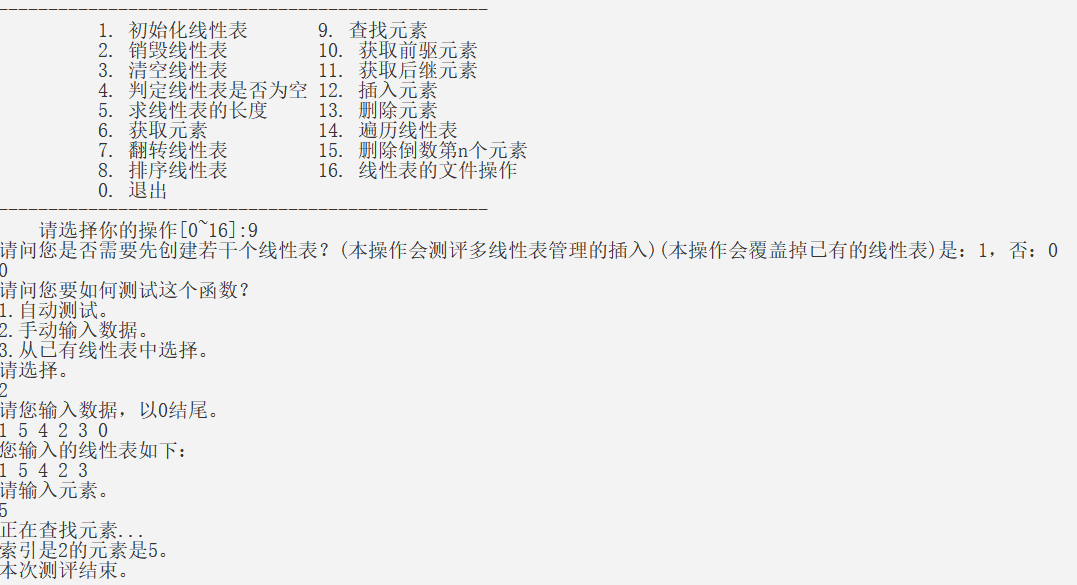 -------------------------------------------------
1. 初始化线性表 9. 查找元素
2. 销毁线性表 10. 获取前驱元素
3. 清空线性表 11. 获取后继元素
4. 判定线性表是否为空 12. 插入元素
5. 求线性表的长度 13. 删除元素
6. 获取元素 14. 遍历线性表
7. 翻转线性表 15. 删除倒数第n个元素
8. 排序线性表 16. 线性表的文件操作
0. 退出
-------------------------------------------------
请选择你的操作[0~16]:9
请问您是否需要先创建若干个线性表？(本操作会测评多线性表管理的插入)(本操作会覆盖掉已有的线性表)是：1，否：0
0
请问您要如何测试这个函数？
1.自动测试。
2.手动输入数据。
3.从已有线性表中选择。
请选择。
2
请您输入数据，以0结尾。
1 5 4 2 3 0
您输入的线性表如下：
1 5 4 2 3
请输入元素。
5
正在查找元素...
索引是2的元素是5。
本次测评结束。